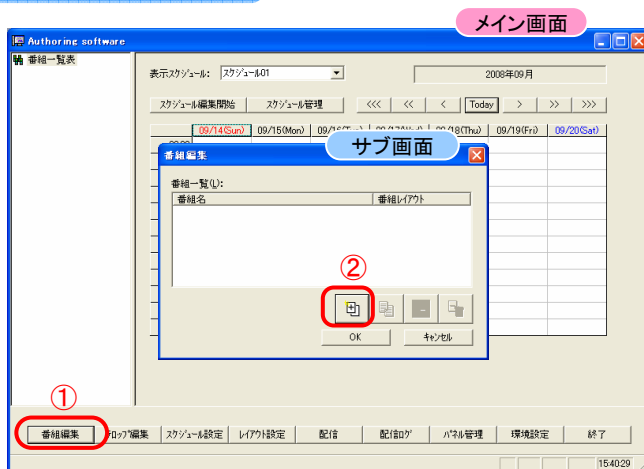 メイン画面
Authoring software
番組一覧表
表示スケジュール: スケジュール01
2008年09月
スケジュール編集開始 スケジュール管理 <<< << < Today > >> >>>
09/14(Sun) 09/15(Mon) 09/18(Thu) 09/19(Fri) 09/20(Sat)
サブ画面
番組編集
番組一覧(L):
番組名 番組レイアウト
②
OK キャンセル
①
番組編集 テロップ編集 スケジュール設定 レイアウト設定 配信 配信ログ パネル管理 環境設定 終了
15:40:29